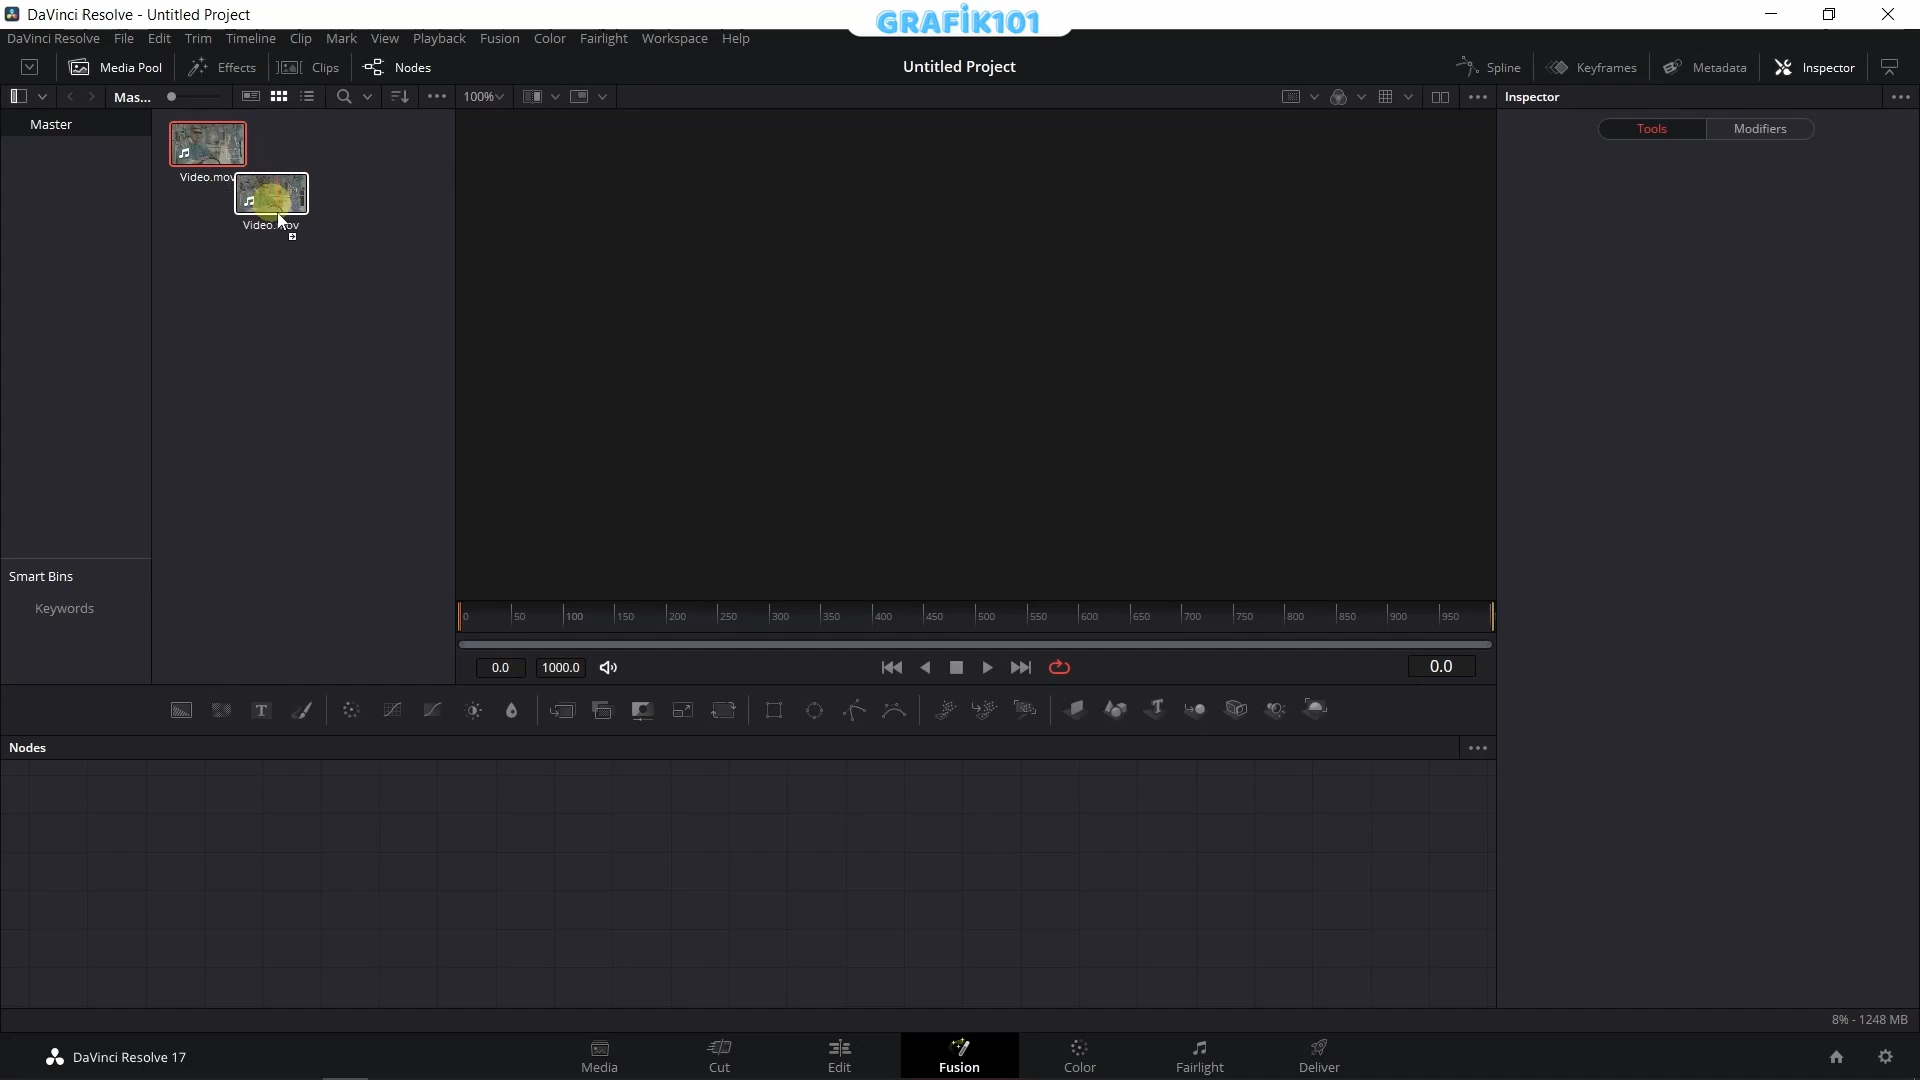 DaVinci Resolve - Untitled Project
GRAFİK101
DaVinci Resolve File Edit Trim Timeline Clip Mark View Playback Fusion Color Fairlight Workspace Help
Media Pool Effects Clips Nodes Untitled Project Spline Keyframes Metadata Inspector
Mas... 100% Inspector
Master
Tools Modifiers
Video.mov
Video.mov
Smart Bins
Keywords
0 50 100 150 200 250 300 350 400 450 500 550 600 650 700 750 800 850 900 950
0.0 1000.0 0.0
T
Nodes
8% - 1248 MB
DaVinci Resolve 17 Media Cut Edit Fusion Color Fairlight Deliver